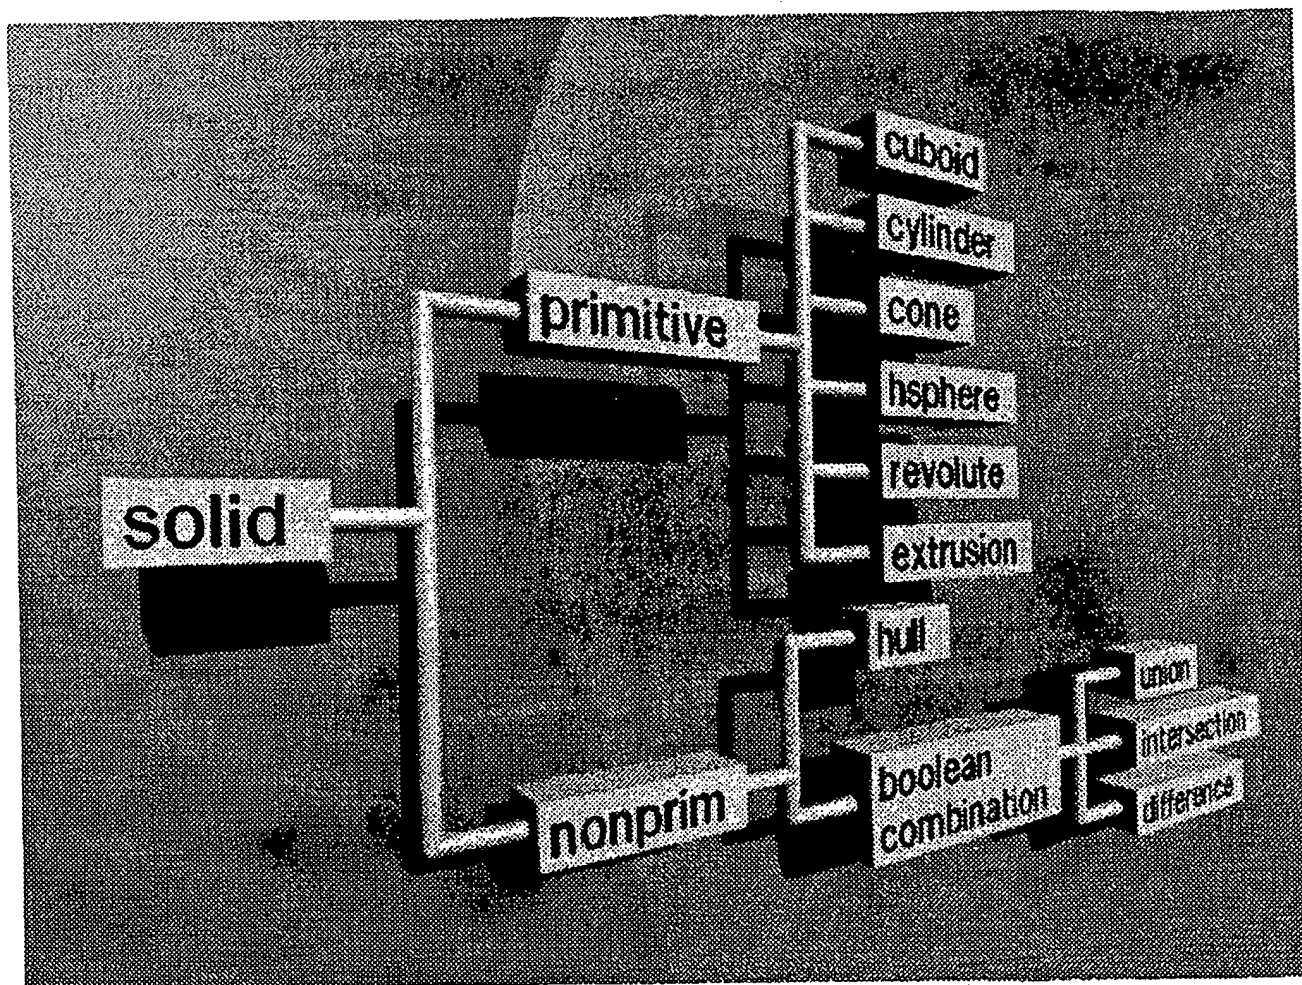 cuboid
cylinder
cone
primitive
hsphere
revolute
solid
extrusion
hull
union
intersection
boolean
combination
difference
nonprim